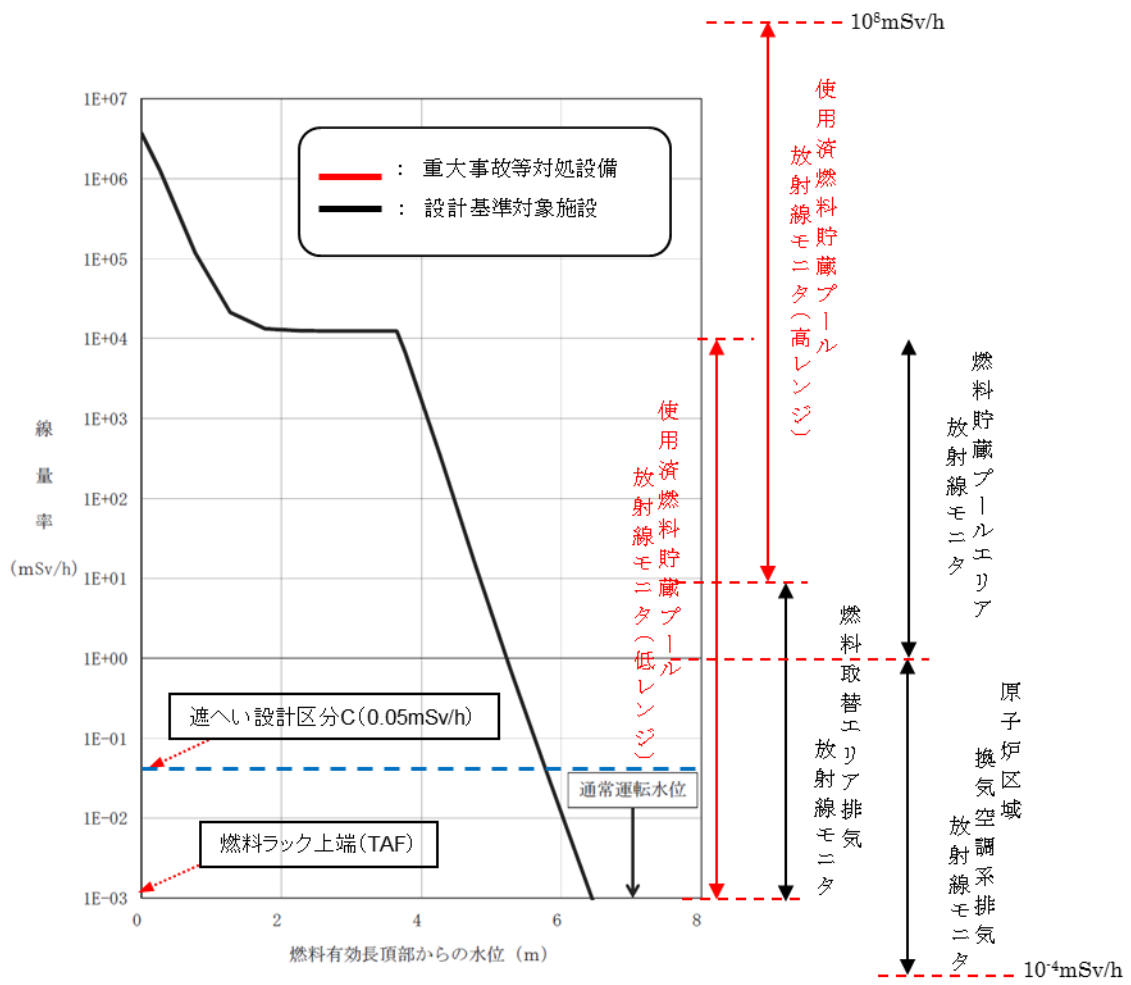 10⁸mSv/h
1E+07
1E+06
1E+05
1E+04
1E+03
1E+02
1E+01
1E+00
1E-01
1E-02
1E-03
線量率
(mSv/h)
： 重大事故等対処設備
： 設計基準対象施設
遮へい設計区分C(0.05mSv/h)
燃料ラック上端(TAF)
通常運転水位
0
2
4
6
8
燃料有効長頂部からの水位（m）
使用済燃料貯蔵プール
放射線モニタ(低レンジ)
使用済燃料貯蔵プール
放射線モニタ(高レンジ)
燃料取替エリア排気
放射線モニタ
燃料貯蔵プールエリア
放射線モニタ
原子炉区域
換気空調系排気
放射線モニタ
10⁻⁴mSv/h